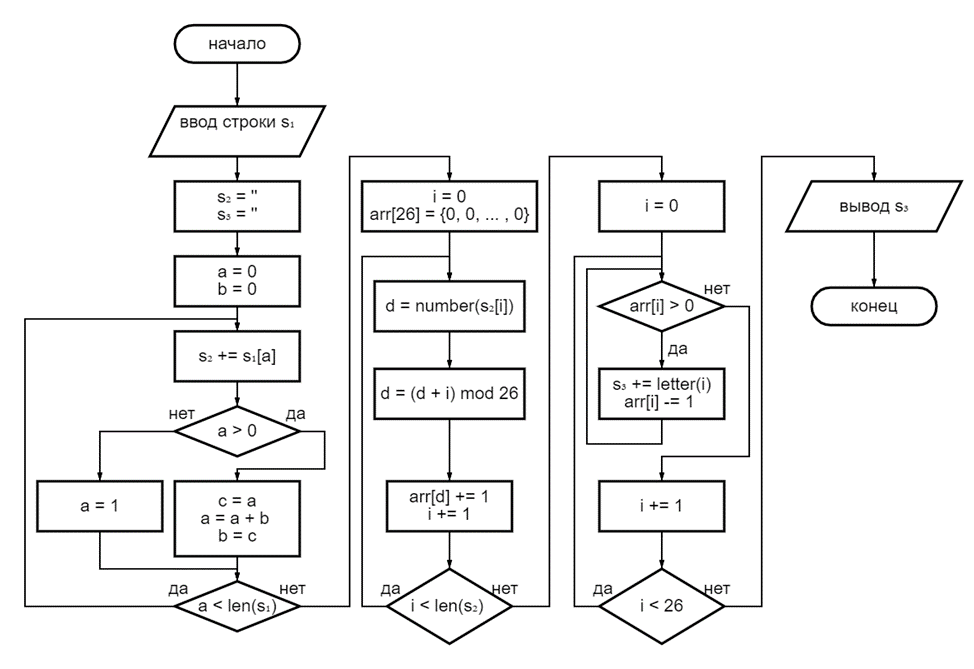 начало
ввод строки s₁
s₂ = ''
s₃ = ''
a = 0
b = 0
s₂ += s₁[a]
нет
a > 0
да
a = 1
c = a
a = a + b
b = c
да
a < len(s₁)
нет
i = 0
arr[26] = {0, 0, ... , 0}
d = number(s₂[i])
d = (d + i) mod 26
arr[d] += 1
i += 1
да
i < len(s₂)
нет
i = 0
arr[i] > 0
нет
да
s₃ += letter(i)
arr[i] -= 1
i += 1
да
i < 26
нет
вывод s₃
конец